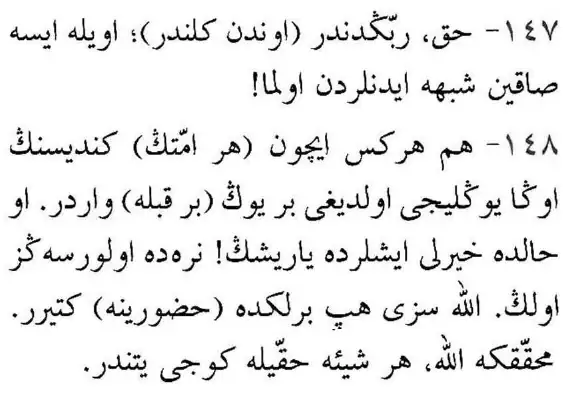 ١٤٧- حق، ربّڭدندر (اوندن كلندر)؛ اويله ايسه
صاقين شبهه ايدنلردن اولما!
١٤٨- هم هركس ايچون (هر امّتڭ) كنديسنڭ
اوڭا يوڭليجى اولديغى بر يوڭ (بر قبله) واردر. او
حالده خيرلى ايشلرده ياريشڭ! نره‌ده اولورسه‌ڭز
اولڭ. الله سزى هپ برلكده (حضورينه) كتيرر.
محقّقكه الله، هر شيئه حقّيله كوجى يتندر.